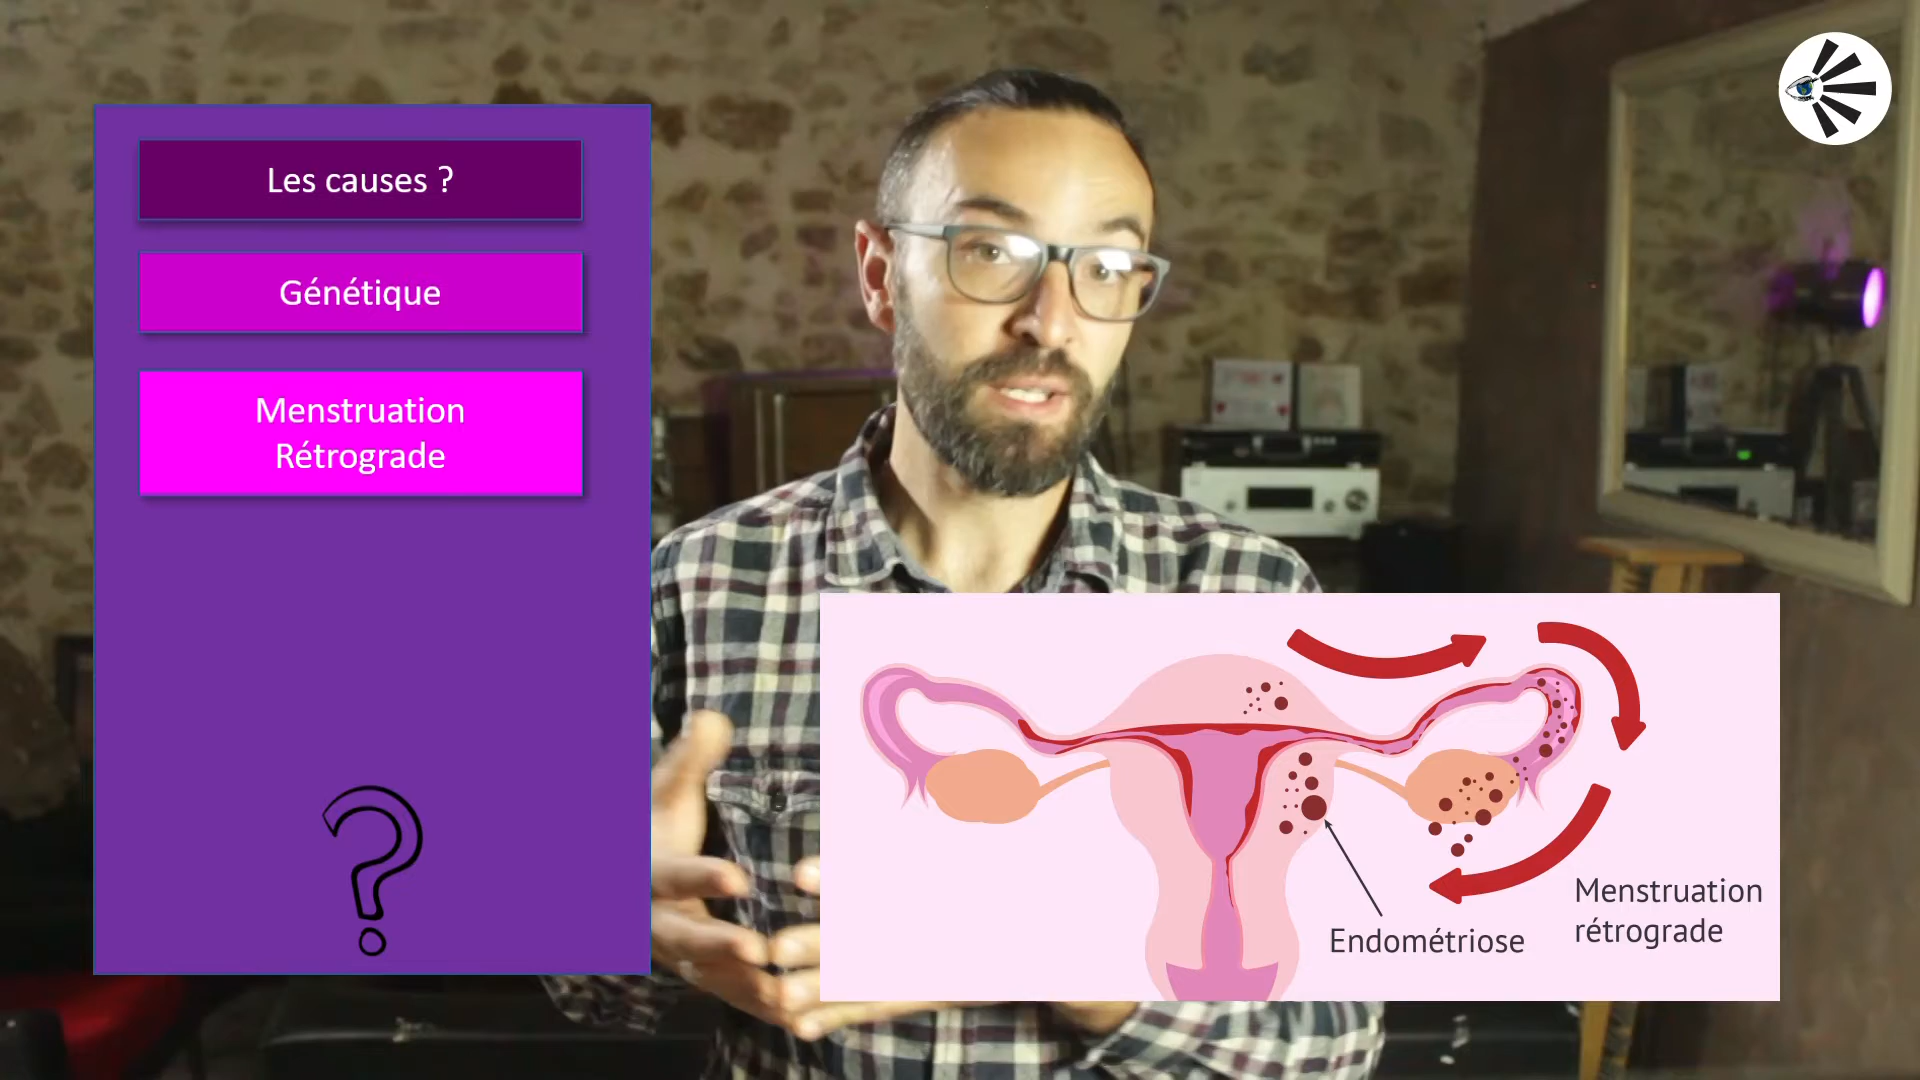 Les causes ?
Génétique
Menstruation
Rétrograde
Endométriose
Menstruation
rétrograde